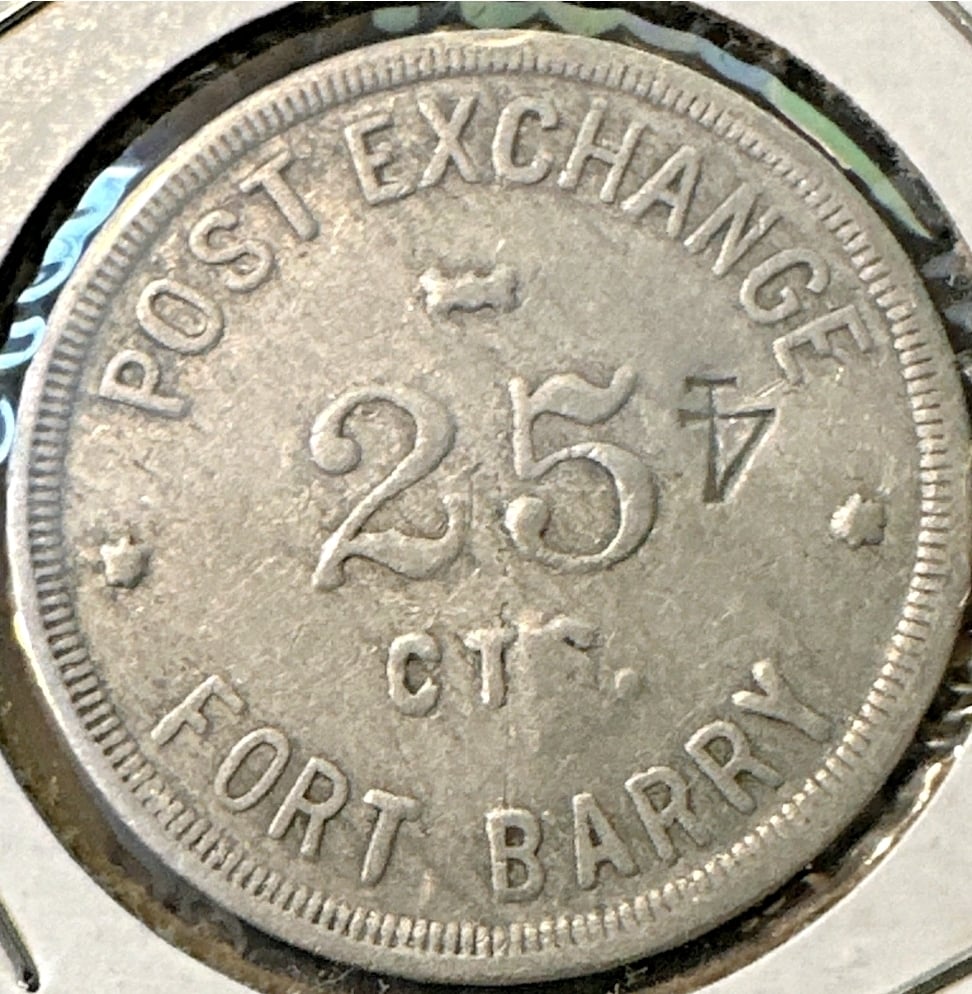 POST EXCHANGE
25
4
CTS.
FORT BARRY